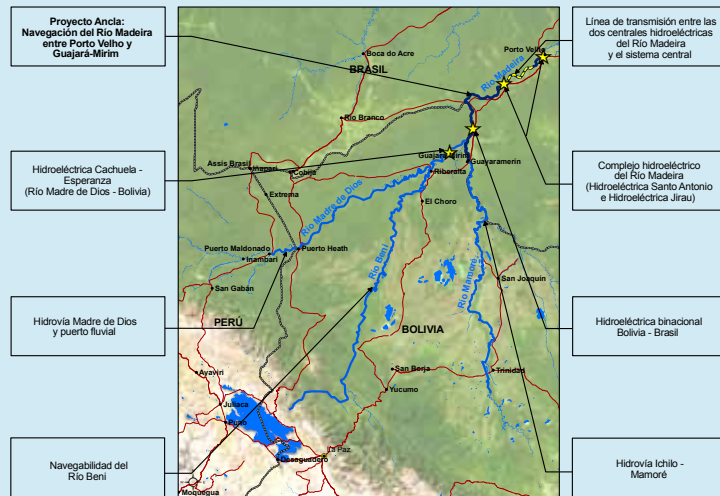 Proyecto Ancla:
Navegación del Río Madeira
entre Porto Velho y
Guajará-Mirim
Línea de transmisión entre las
dos centrales hidroeléctricas
del Río Madeira
y el sistema central
Hidroeléctrica Cachuela -
Esperanza
(Río Madre de Dios - Bolivia)
Complejo hidroeléctrico
del Río Madeira
(Hidroeléctrica Santo Antonio
e Hidroeléctrica Jirau)
Hidrovía Madre de Dios
y puerto fluvial
Hidroeléctrica binacional
Bolivia - Brasil
Navegabilidad del
Río Beni
Hidrovía Ichilo -
Mamoré
Porto Velho
Boca do Acre
BRASIL
Río Madeira
Río Branco
Guajará-Mirim
Guayaramerin
Assis Brasil
Iñapari
Cobija
Riberalta
Extrema
El Choro
Río Madre de Dios
Puerto Maldonado
Puerto Heath
Inambari
Río Beni
Río Mamoré
San Joaquín
San Gabán
PERÚ
BOLIVIA
San Borja
Trinidad
Ayaviri
Yucumo
Juliaca
Puno
La Paz
Desaguadero
Moquegua